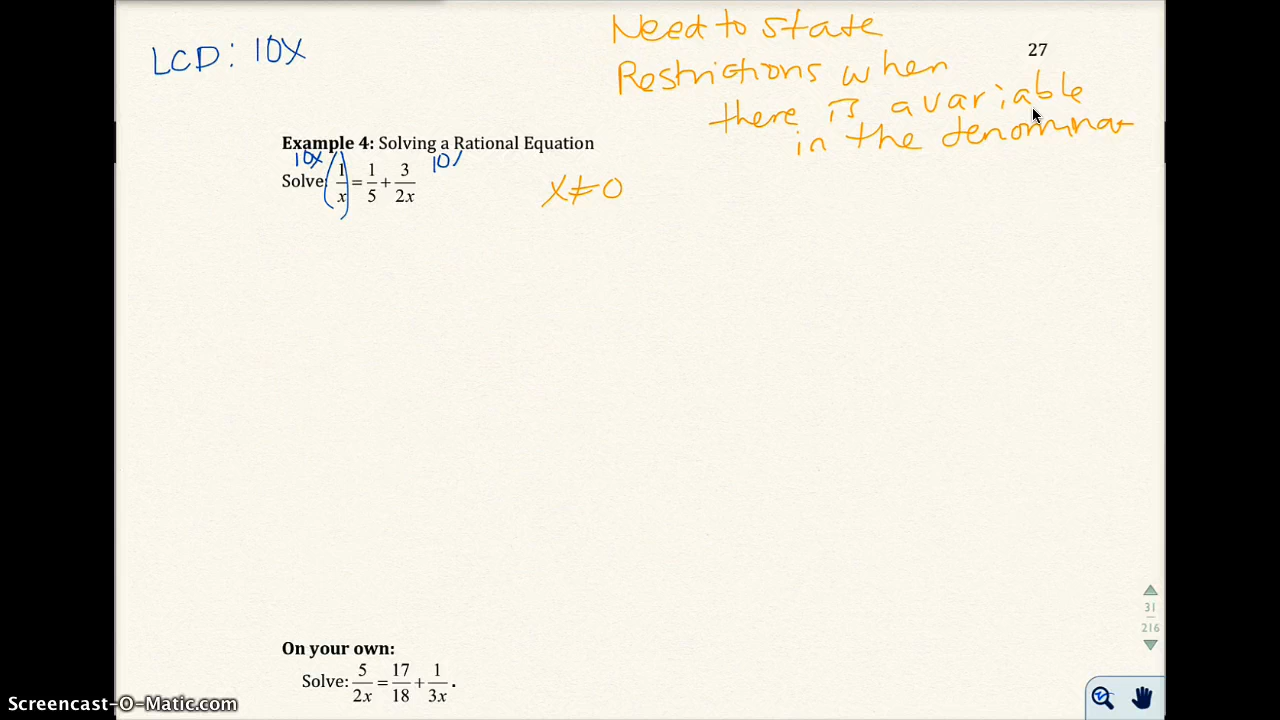 LCD: 10x
Need to state
Restrictions when
there is a variable
in the denominar
27
Example 4: Solving a Rational Equation
10x 10x
Solve: (1/x) = 1/5 + 3/2x
x≠0
On your own:
Solve: 5/2x = 17/18 + 1/3x.
31
216
Screencast-O-Matic.com